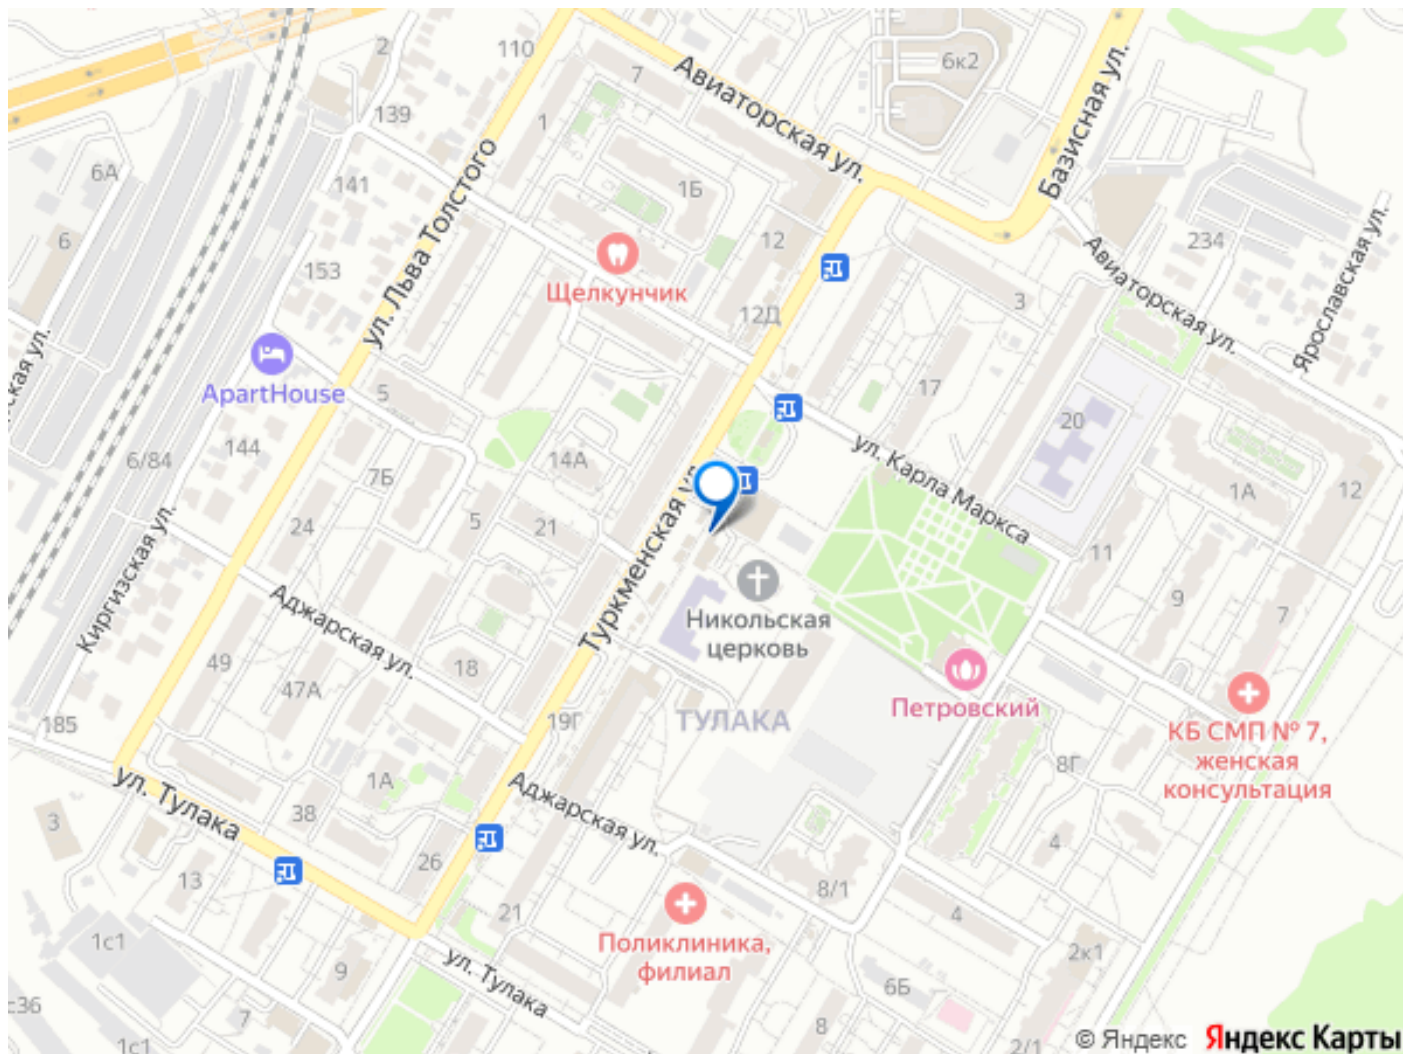 2
110
7
Авиаторская ул.
6к2
Базисная ул.
139
1
6А
141
1Б
ул. Льва Толстого
12
234
Ярославская ул.
6
153
Щелкунчик
12Д
3
Авиаторская ул.
ApartHouse
5
17
20
144
6/84
7Б
14А
ул. Карла Маркса
1А
12
24
5
21
Туркменская
11
Киргизская ул.
Аджарская ул.
Никольская
церковь
9
7
49
18
47А
185
19Г
ТУЛАКА
Петровский
КБ СМП № 7,
женская
консультация
8Г
ул. Тулака
1А
38
Аджарская ул.
3
26
4
13
8/1
4
21
Поликлиника,
филиал
1с1
9
ул. Тулака
2к1
6Б
с36
7
8
1с1
2/1
© Яндекс Яндекс Карты